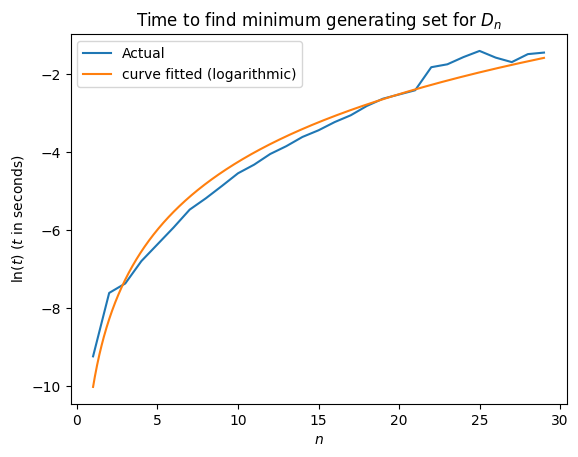 Time to find minimum generating set for Dₙ
Actual
curve fitted (logarithmic)
−2
−4
−6
−8
−10
ln(t) (t in seconds)
0 5 10 15 20 25 30
n